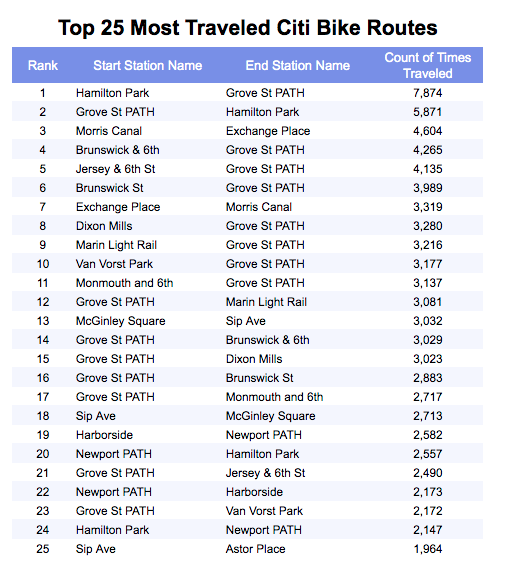 Top 25 Most Traveled Citi Bike Routes
Rank Start Station Name End Station Name Count of Times Traveled
1 Hamilton Park Grove St PATH 7,874
2 Grove St PATH Hamilton Park 5,871
3 Morris Canal Exchange Place 4,604
4 Brunswick & 6th Grove St PATH 4,265
5 Jersey & 6th St Grove St PATH 4,135
6 Brunswick St Grove St PATH 3,989
7 Exchange Place Morris Canal 3,319
8 Dixon Mills Grove St PATH 3,280
9 Marin Light Rail Grove St PATH 3,216
10 Van Vorst Park Grove St PATH 3,177
11 Monmouth and 6th Grove St PATH 3,137
12 Grove St PATH Marin Light Rail 3,081
13 McGinley Square Sip Ave 3,032
14 Grove St PATH Brunswick & 6th 3,029
15 Grove St PATH Dixon Mills 3,023
16 Grove St PATH Brunswick St 2,883
17 Grove St PATH Monmouth and 6th 2,717
18 Sip Ave McGinley Square 2,713
19 Harborside Newport PATH 2,582
20 Newport PATH Hamilton Park 2,557
21 Grove St PATH Jersey & 6th St 2,490
22 Newport PATH Harborside 2,173
23 Grove St PATH Van Vorst Park 2,172
24 Hamilton Park Newport PATH 2,147
25 Sip Ave Astor Place 1,964